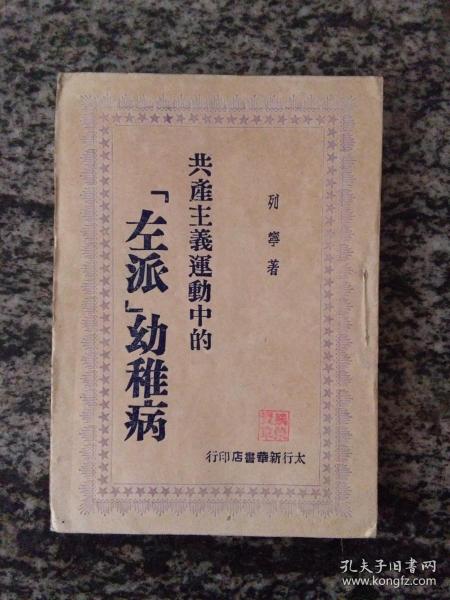 列寧著
共產主義運動中的
「左派」幼稚病
行印店書華新行太
孔夫子旧书网
www.kongfz.com